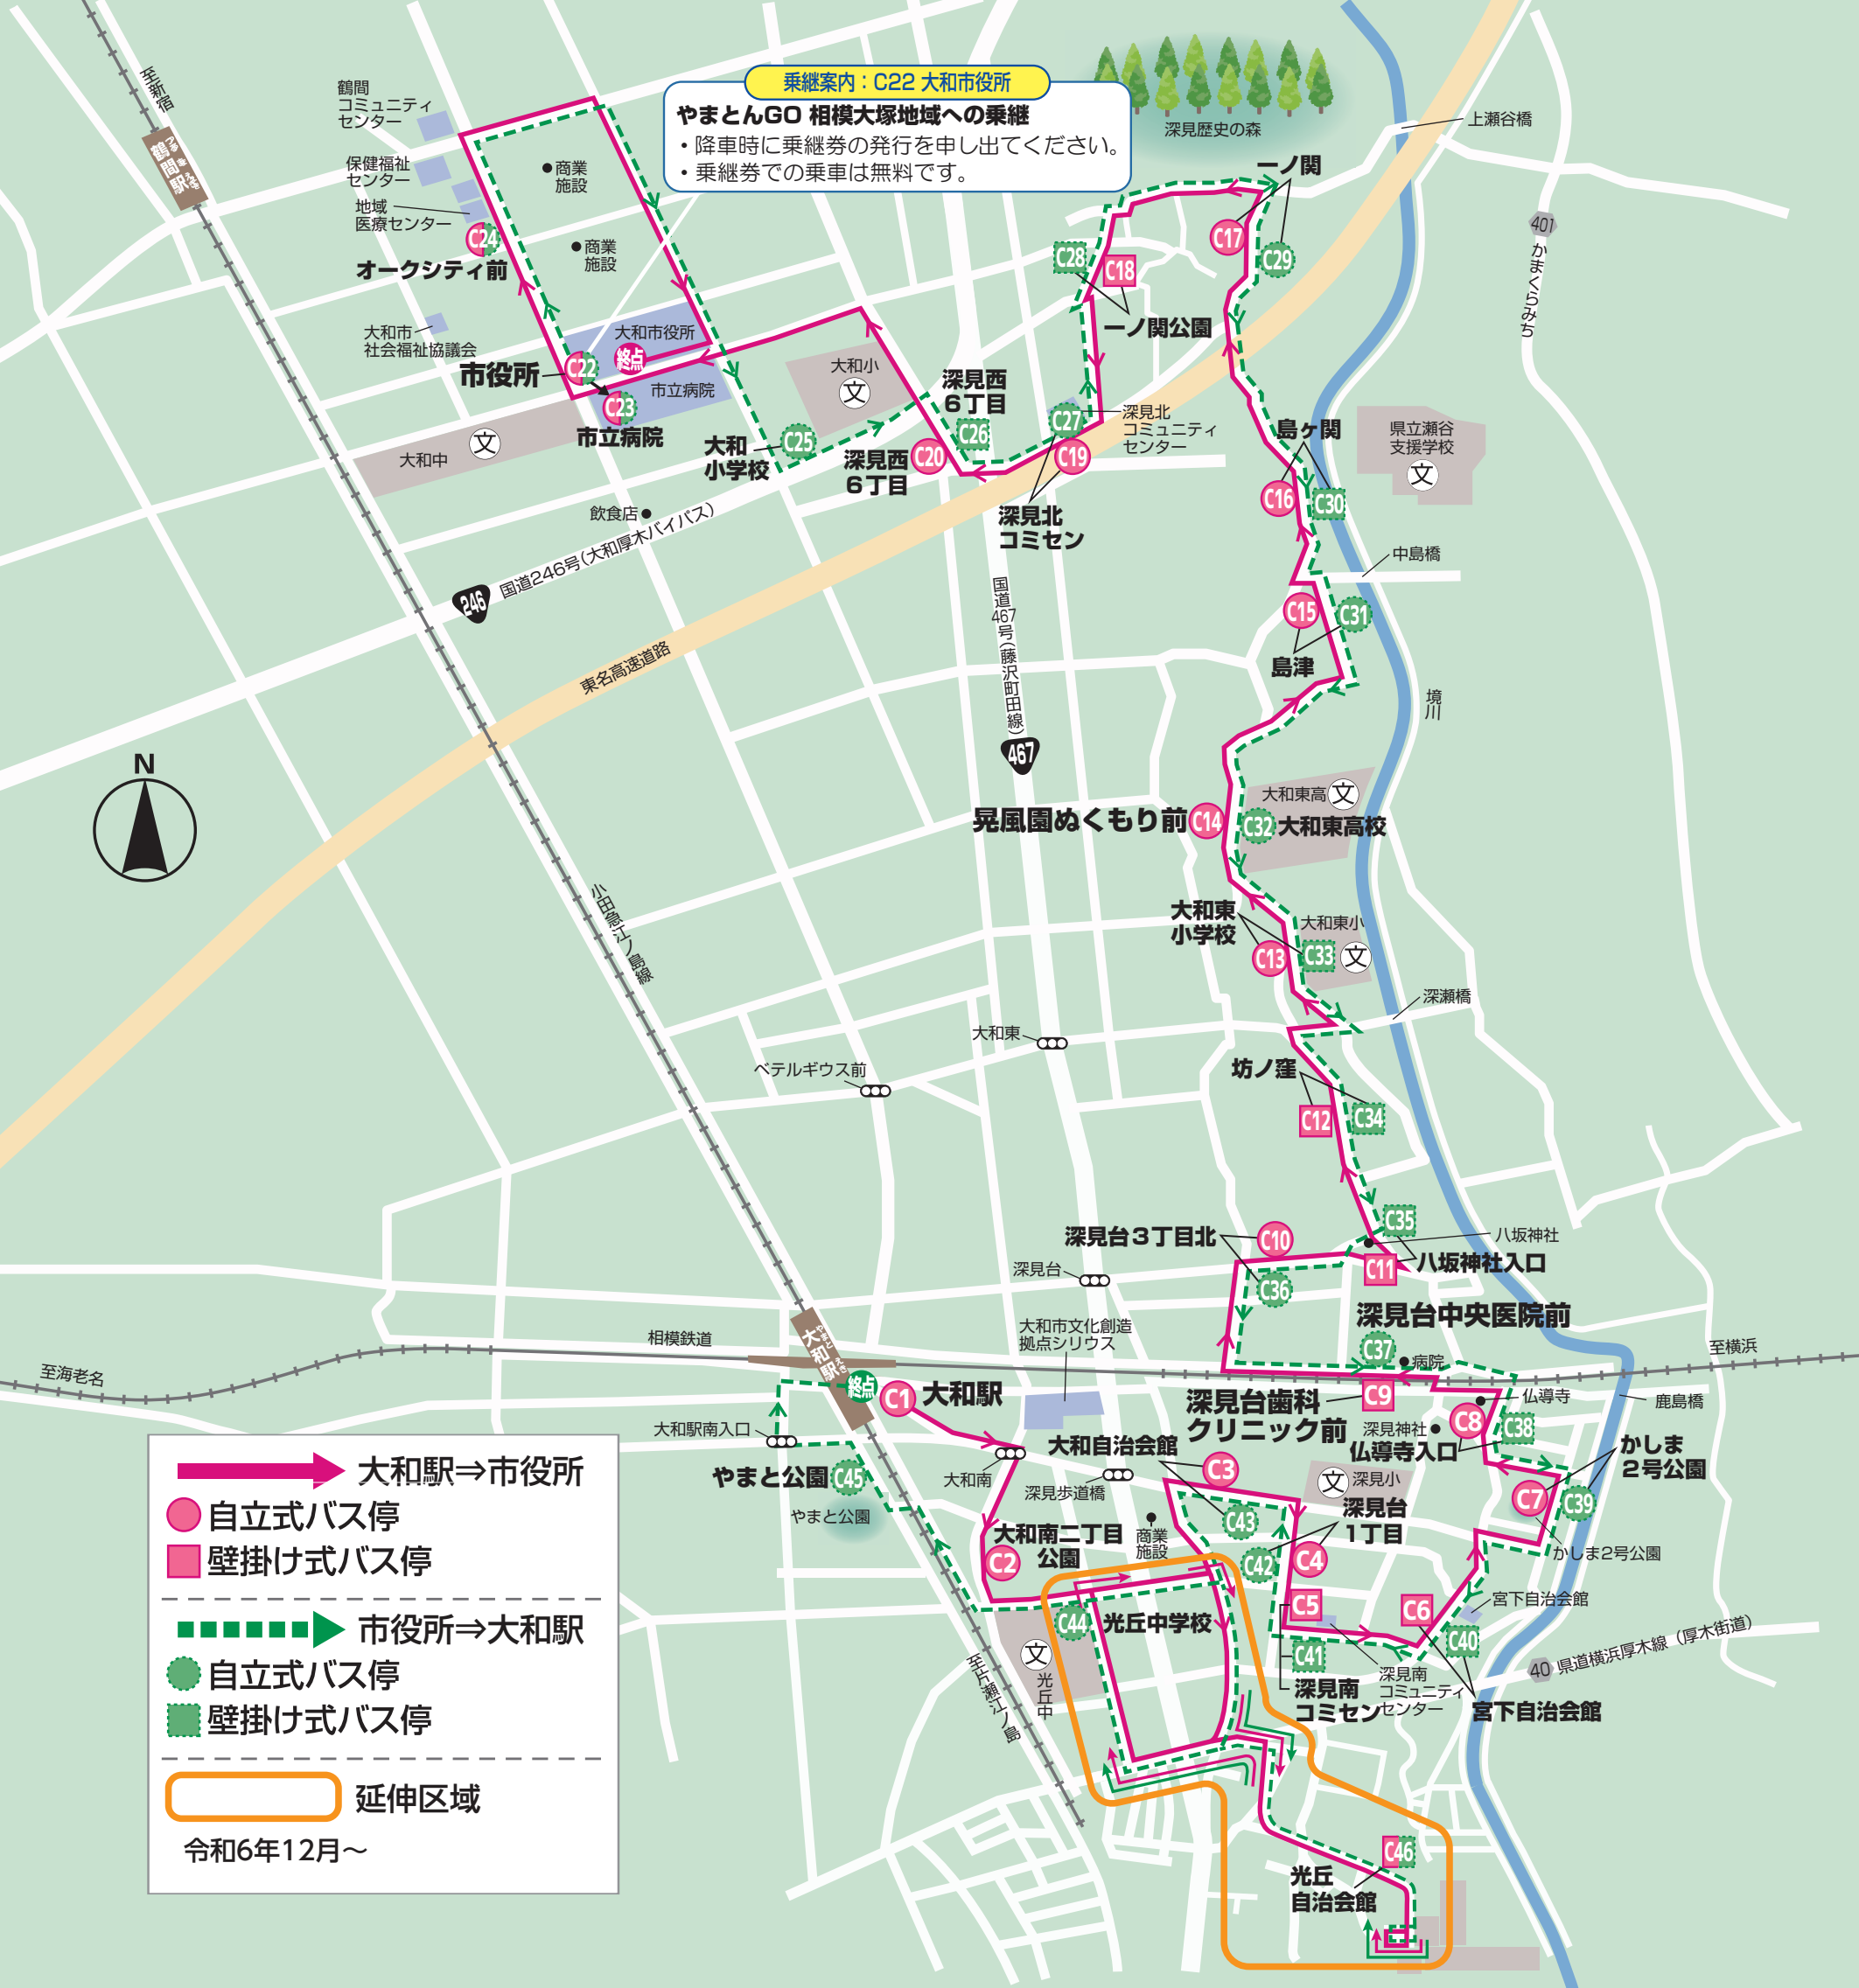 乗継案内：C22 大和市役所
やまとんGO 相模大塚地域への乗継
・降車時に乗継券の発行を申し出てください。
・乗継券での乗車は無料です。
深見歴史の森
上瀬谷橋
至新宿
鶴間駅
つるまえき
鶴間
コミュニティ
センター
保健福祉
センター
地域
医療センター
C24
オークシティ前
●商業
施設
●商業
施設
大和市
社会福祉協議会
市役所
C22
大和市役所
終点
C23
市立病院
市立病院
大和中
文
大和小
文
大和
小学校
C25
飲食店●
国道246号（大和厚木バイパス）
246
東名高速道路
深見西
６丁目
C26
深見西
６丁目
C20
C27
C19
深見北
コミュニティ
センター
深見北
コミセン
C28
C18
一ノ関公園
一ノ関
C17
C29
401
かまくらみち
島ヶ関
C16
C30
県立瀬谷
支援学校
文
中島橋
C15
C31
島津
境川
国道467号（藤沢町田線）
467
N
晃風園ぬくもり前
C14
C32
大和東高
文
大和東高校
大和東
小学校
C13
C33
大和東小
文
深瀬橋
小田急江ノ島線
大和東
ベテルギウス前
坊ノ窪
C12
C34
C35
八坂神社
C11
八坂神社入口
深見台３丁目北
C10
C36
深見台
深見台中央医院前
C37
●病院
大和市文化創造
拠点シリウス
相模鉄道
至海老名
至横浜
大和駅
やまとえき
終点
C1
大和駅
C9
深見台歯科
クリニック前
仏導寺
C8
C38
深見神社●
仏導寺入口
鹿島橋
かしま
２号公園
C7
C39
かしま2号公園
大和駅南入口
やまと公園
C45
やまと公園
大和南
深見歩道橋
大和自治会館
C3
C43
文
深見小
深見台
１丁目
C42
C4
大和南二丁目
公園
C2
商業
施設
C5
C6
宮下自治会館
C40
C41
深見南
コミセン
深見南
コミュニティ
センター
宮下自治会館
40
県道横浜厚木線（厚木街道）
C44
光丘中学校
文
光丘中
至片瀬江ノ島
C46
光丘
自治会館
大和駅⇒市役所
自立式バス停
壁掛け式バス停
市役所⇒大和駅
自立式バス停
壁掛け式バス停
延伸区域
令和6年12月～